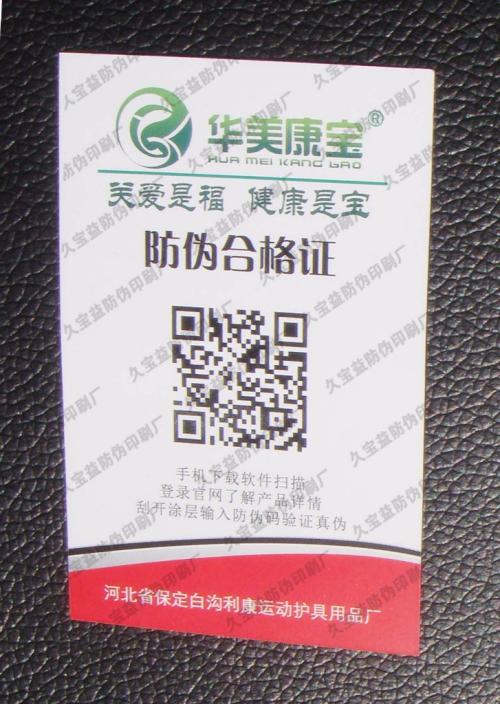 华美康宝®
HUA MEI KANG BAO
关爱是福 健康是宝
防伪合格证
手机下载软件扫描
登录官网了解产品详情
刮开涂层输入防伪码验证真伪
河北省保定白沟利康运动护具用品厂
久宝益防伪印刷厂